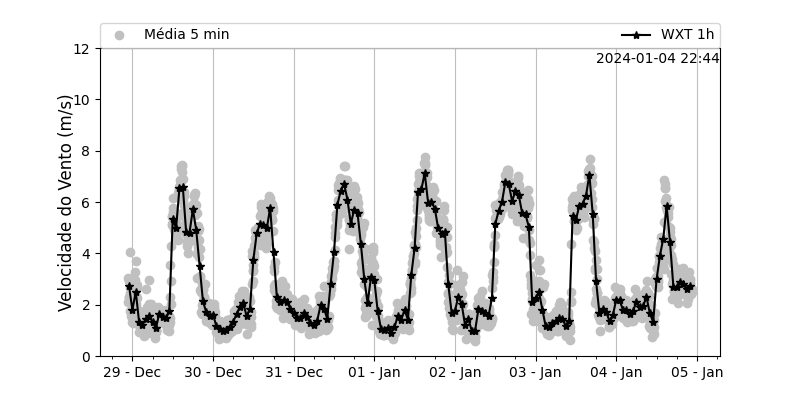 Média 5 min
WXT 1h
2024-01-04 22:44
Velocidade do Vento (m/s)
12
10
8
6
4
2
0
29 - Dec
30 - Dec
31 - Dec
01 - Jan
02 - Jan
03 - Jan
04 - Jan
05 - Jan